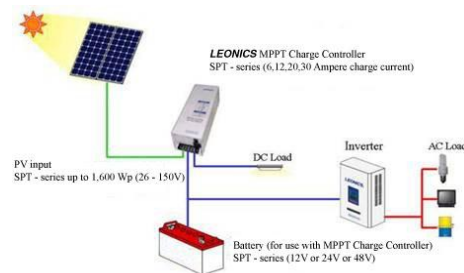 LEONICS MPPT Charge Controller
SPT - series (6,12,20,30 Ampere charge current)
DC Load
Inverter
AC Load
PV input
SPT - series up to 1,600 Wp (26 - 150V)
LEONICS
Battery (for use with MPPT Charge Controller)
SPT - series (12V or 24V or 48V)